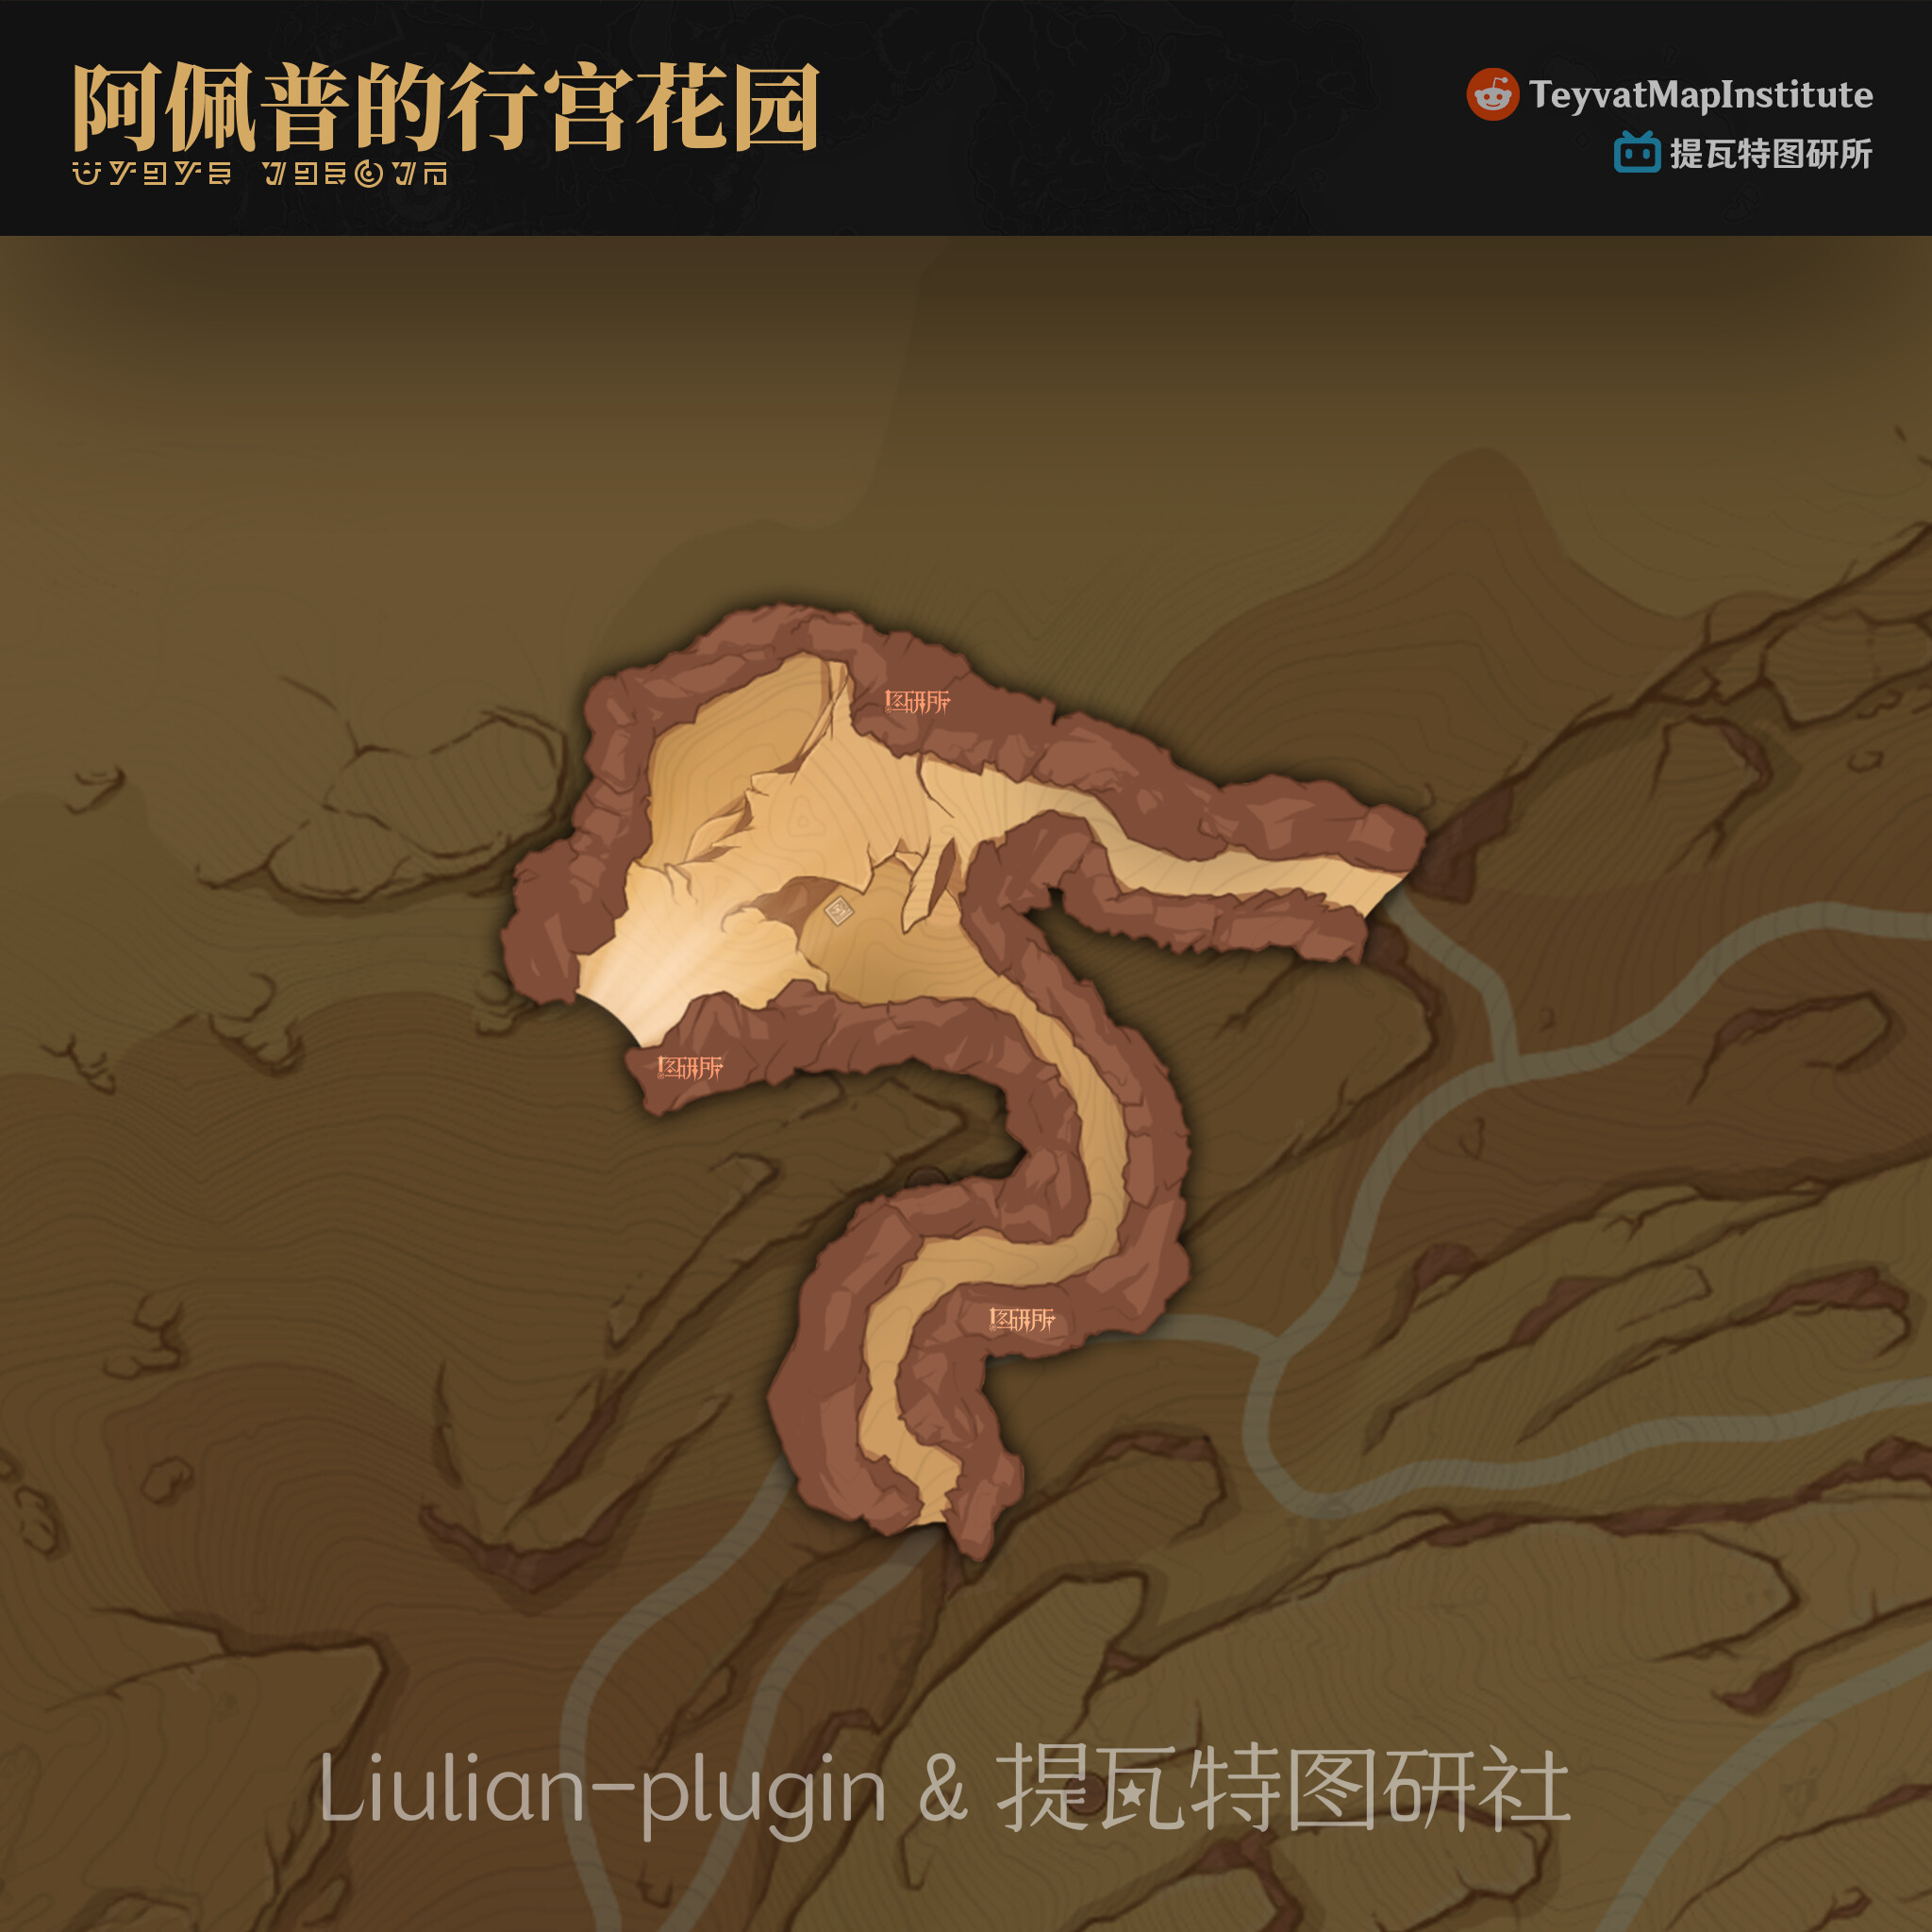 阿佩普的行宫花园
TeyvatMapInstitute
提瓦特图研所
图研所
图研所
图研所
Liulian-plugin & 提瓦特图研社